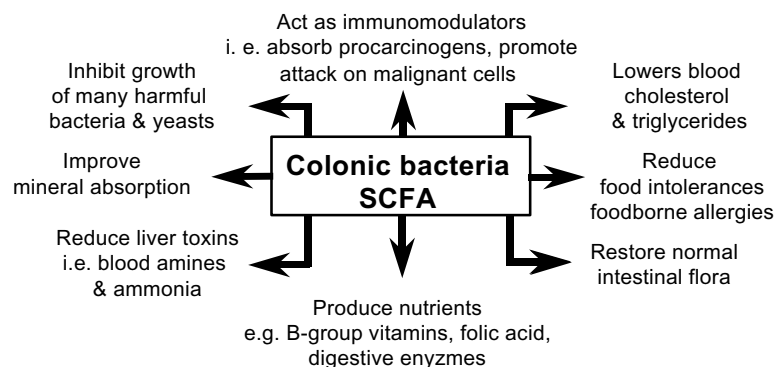 Act as immunomodulators
i. e. absorb procarcinogens, promote
attack on malignant cells
Inhibit growth
of many harmful
bacteria & yeasts
Lowers blood
cholesterol
& triglycerides
Improve
mineral absorption
Colonic bacteria
SCFA
Reduce
food intolerances
foodborne allergies
Reduce liver toxins
i.e. blood amines
& ammonia
Restore normal
intestinal flora
Produce nutrients
e.g. B-group vitamins, folic acid,
digestive enyzmes